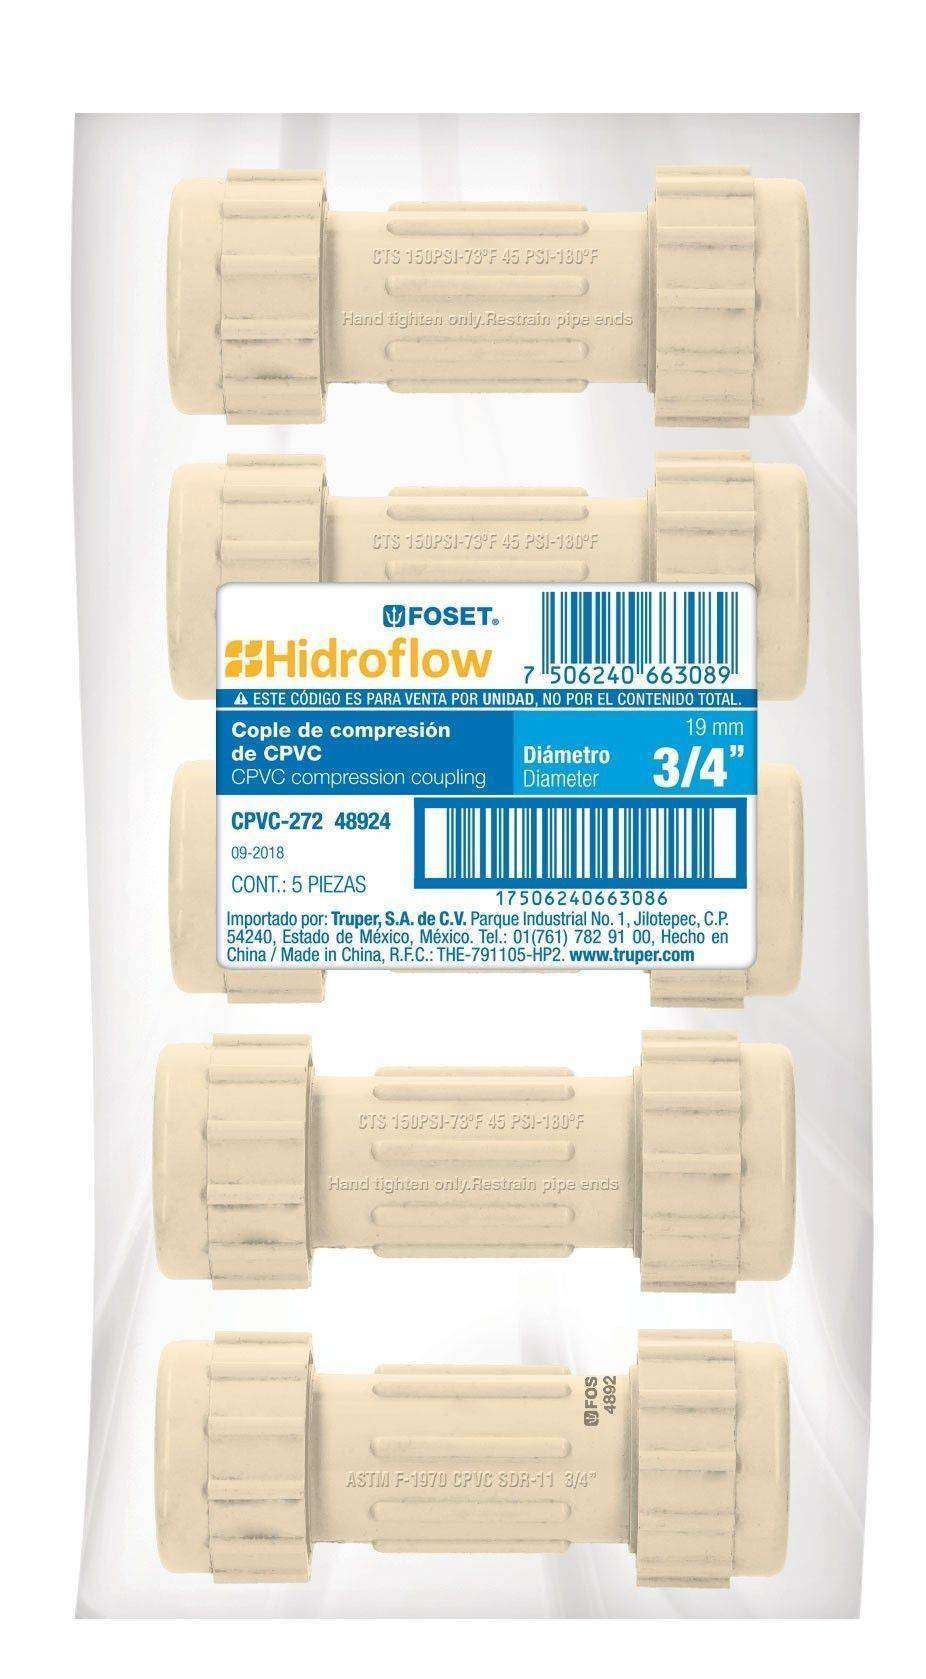 CTS 150PSI-73°F 45 PSI-180°F
Hand tighten only.Restrain pipe ends
CTS 150PSI-73°F 45 PSI-180°F
FOSET®
Hidroflow
7 506240 663089
ESTE CÓDIGO ES PARA VENTA POR UNIDAD, NO POR EL CONTENIDO TOTAL.
Cople de compresión
de CPVC
CPVC compression coupling
Diámetro
Diameter
19 mm
3/4”
CPVC-272 48924
09-2018
CONT.: 5 PIEZAS
17506240663086
Importado por: Truper, S.A. de C.V. Parque Industrial No. 1, Jilotepec, C.P.
54240, Estado de México, México. Tel.: 01(761) 782 91 00, Hecho en
China / Made in China, R.F.C.: THE-791105-HP2. www.truper.com
CTS 150PSI-73°F 45 PSI-180°F
Hand tighten only.Restrain pipe ends
FOS
4892
ASTM F-1970 CPVC SDR-11 3/4”